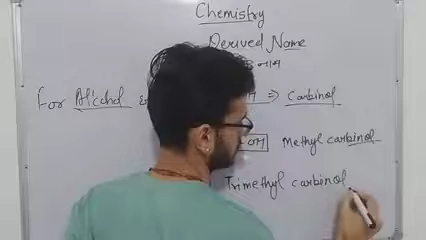 Chemistry
Derived Name
नाम
For Alcohol ⇒ Carbinol
OH Methyl carbinol
Trimethyl carbinol